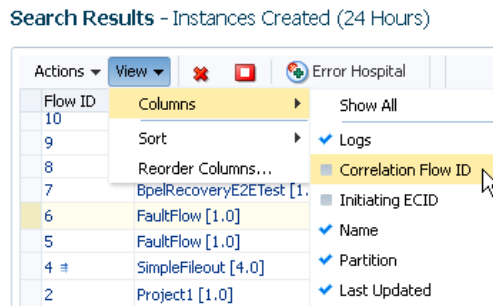 Search Results - Instances Created (24 Hours)
Actions View Error Hospital
Flow ID
Columns
Show All
10
9
Sort
Logs
8
Reorder Columns...
Correlation Flow ID
7
BpelRecoveryE2ETest [1.
Initiating ECID
6
FaultFlow [1.0]
Name
5
FaultFlow [1.0]
Partition
4
SimpleFileout [4.0]
2
Project1 [1.0]
Last Updated